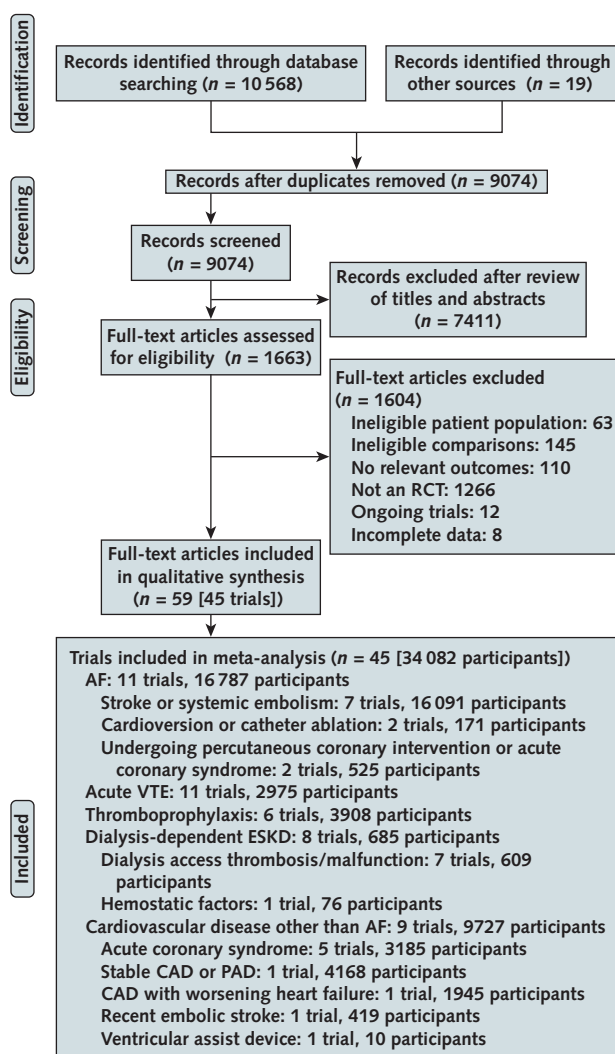 Identification
Records identified through database
searching (n = 10 568)
Records identified through
other sources (n = 19)
Screening
Records after duplicates removed (n = 9074)
Records screened
(n = 9074)
Records excluded after review
of titles and abstracts
(n = 7411)
Eligibility
Full-text articles assessed
for eligibility (n = 1663)
Full-text articles excluded
(n = 1604)
Ineligible patient population: 63
Ineligible comparisons: 145
No relevant outcomes: 110
Not an RCT: 1266
Ongoing trials: 12
Incomplete data: 8
Full-text articles included
in qualitative synthesis
(n = 59 [45 trials])
Included
Trials included in meta-analysis (n = 45 [34 082 participants])
AF: 11 trials, 16 787 participants
Stroke or systemic embolism: 7 trials, 16 091 participants
Cardioversion or catheter ablation: 2 trials, 171 participants
Undergoing percutaneous coronary intervention or acute
coronary syndrome: 2 trials, 525 participants
Acute VTE: 11 trials, 2975 participants
Thromboprophylaxis: 6 trials, 3908 participants
Dialysis-dependent ESKD: 8 trials, 685 participants
Dialysis access thrombosis/malfunction: 7 trials, 609
participants
Hemostatic factors: 1 trial, 76 participants
Cardiovascular disease other than AF: 9 trials, 9727 participants
Acute coronary syndrome: 5 trials, 3185 participants
Stable CAD or PAD: 1 trial, 4168 participants
CAD with worsening heart failure: 1 trial, 1945 participants
Recent embolic stroke: 1 trial, 419 participants
Ventricular assist device: 1 trial, 10 participants